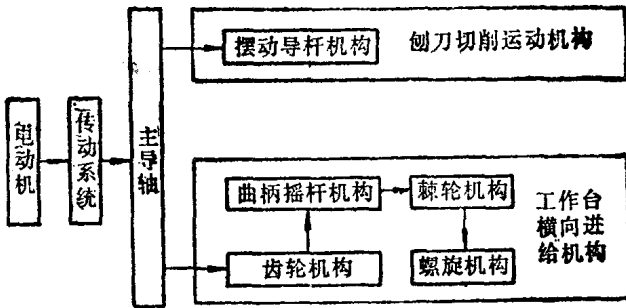 电动机
传动系统
主导轴
摆动导杆机构
刨刀切削运动机构
曲柄摇杆机构
棘轮机构
齿轮机构
螺旋机构
工作台
横向进
给机构